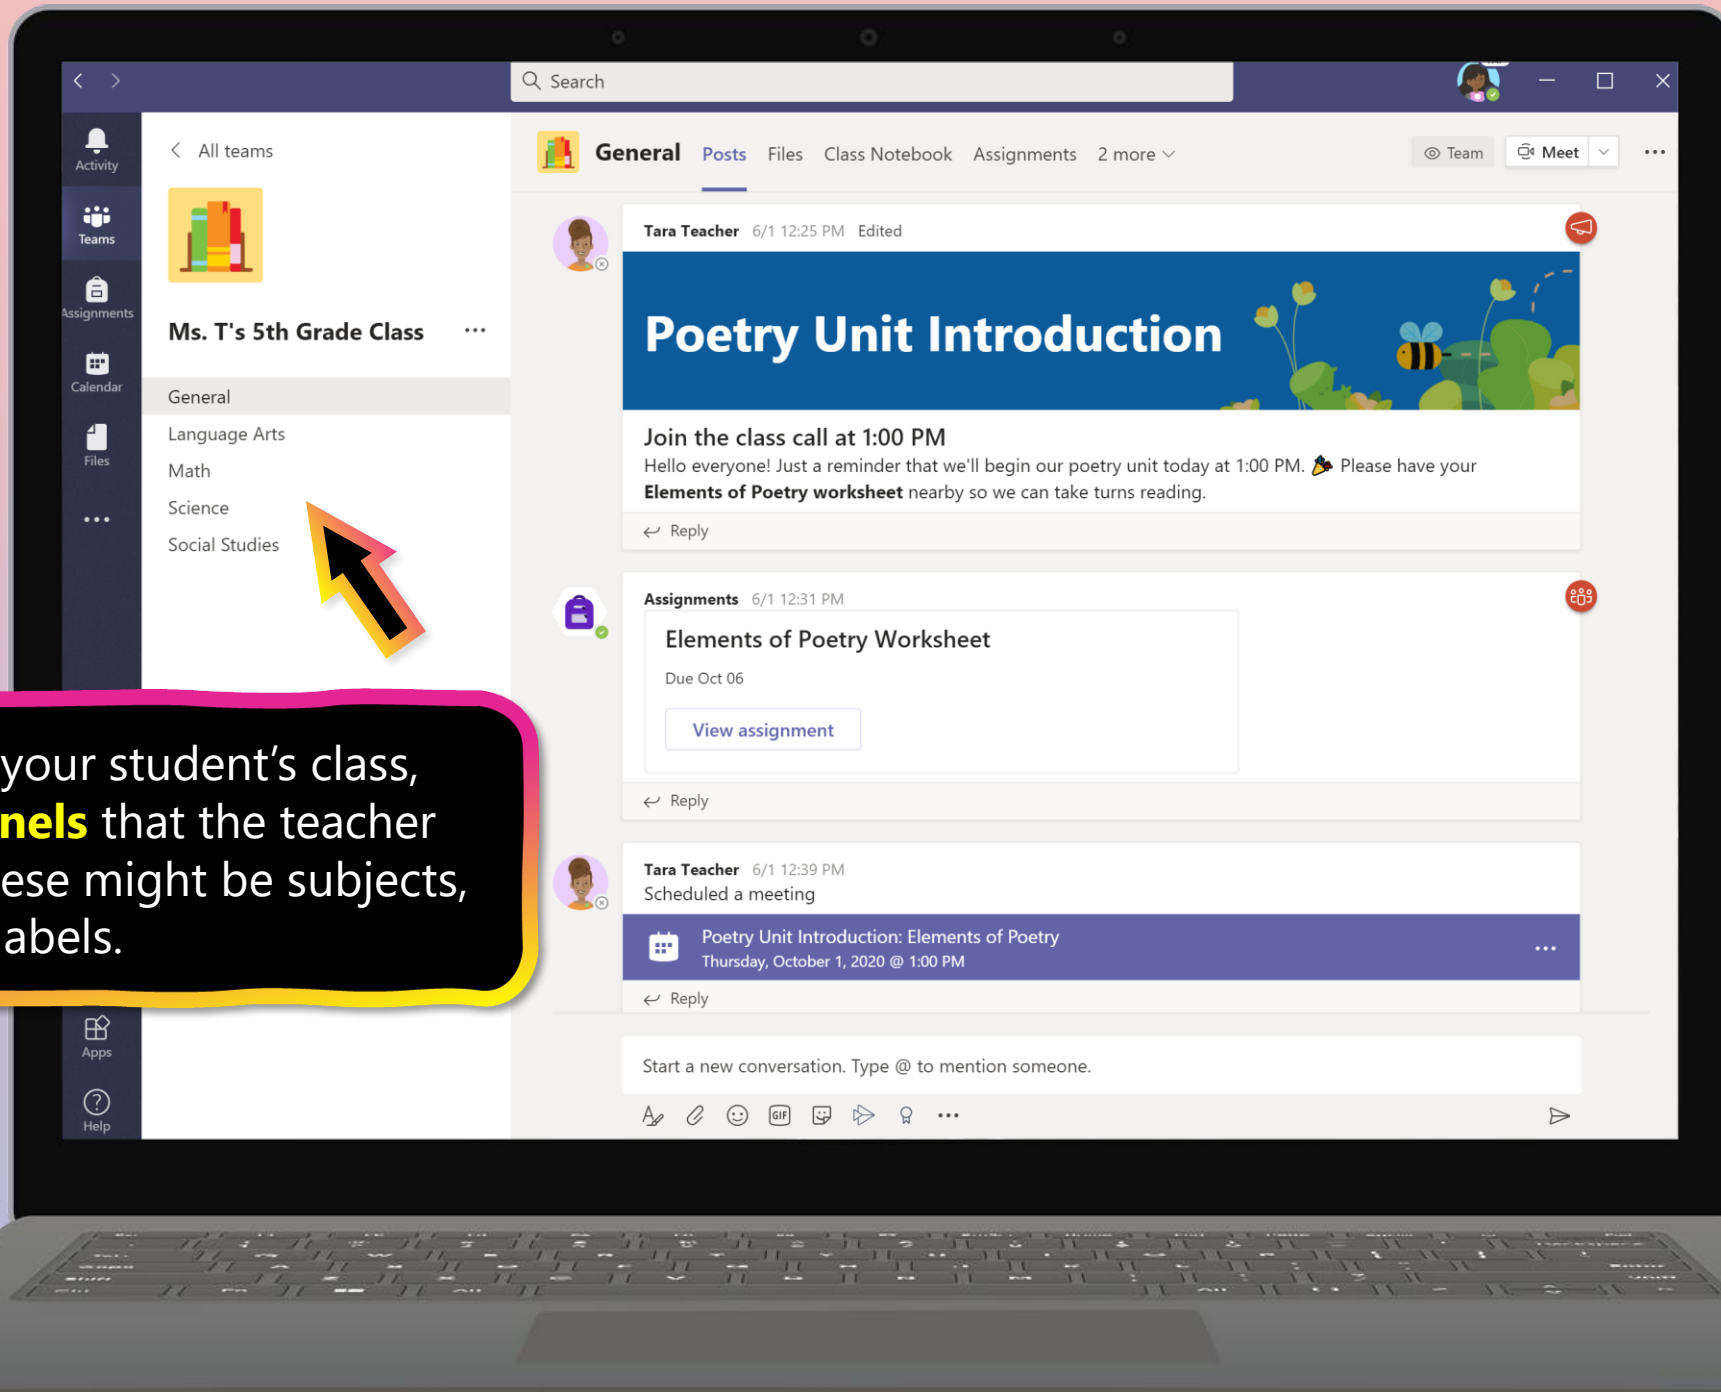 Search
Activity
Teams
Assignments
Calendar
Files
Apps
Help
All teams
Ms. T's 5th Grade Class
General
Language Arts
Math
Science
Social Studies
General Posts Files Class Notebook Assignments 2 more
Team
Meet
Tara Teacher 6/1 12:25 PM Edited
Poetry Unit Introduction
Join the class call at 1:00 PM
Hello everyone! Just a reminder that we'll begin our poetry unit today at 1:00 PM. 🎉 Please have your
Elements of Poetry worksheet nearby so we can take turns reading.
Reply
Assignments 6/1 12:31 PM
Elements of Poetry Worksheet
Due Oct 06
View assignment
Reply
Tara Teacher 6/1 12:39 PM
Scheduled a meeting
Poetry Unit Introduction: Elements of Poetry
Thursday, October 1, 2020 @ 1:00 PM
Reply
Start a new conversation. Type @ to mention someone.
GIF
your student’s class,
nels that the teacher
ese might be subjects,
abels.